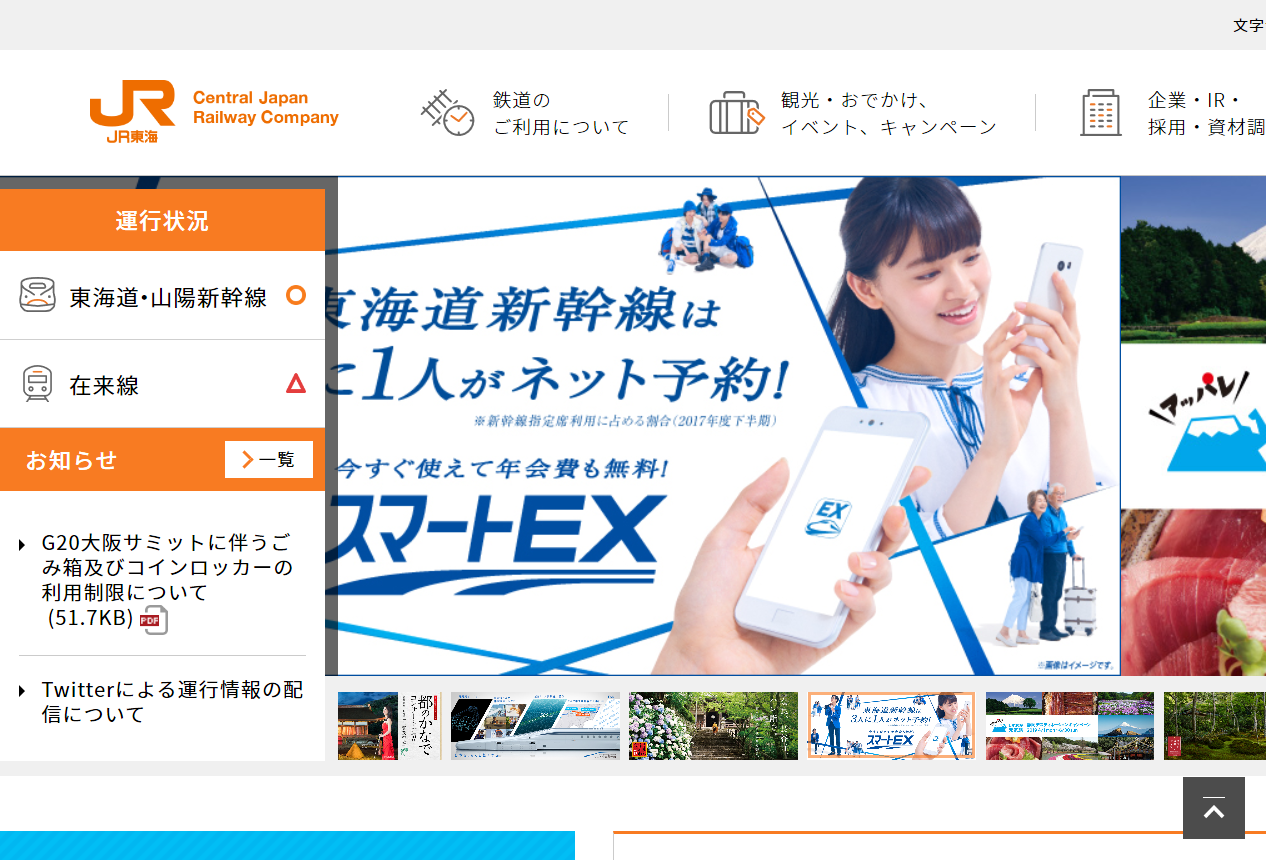 文字
JR東海
Central Japan
Railway Company
鉄道の
ご利用について
観光・おでかけ、
イベント、キャンペーン
企業・IR・
採用・資材調
運行状況
東海道・山陽新幹線
在来線
お知らせ
一覧
G20大阪サミットに伴うご
み箱及びコインロッカーの
利用制限について
(51.7KB)
PDF
Twitterによる運行情報の配
信について
東海道新幹線は
に1人がネット予約!
※新幹線指定席利用に占める割合(2017年度下半期)
今すぐ使えて年会費も無料!
スマートEX
EX
※画像はイメージです。
アッパレ!
都のかなで
東海道新幹線は
3人に1人がネット予約!
スマートEX